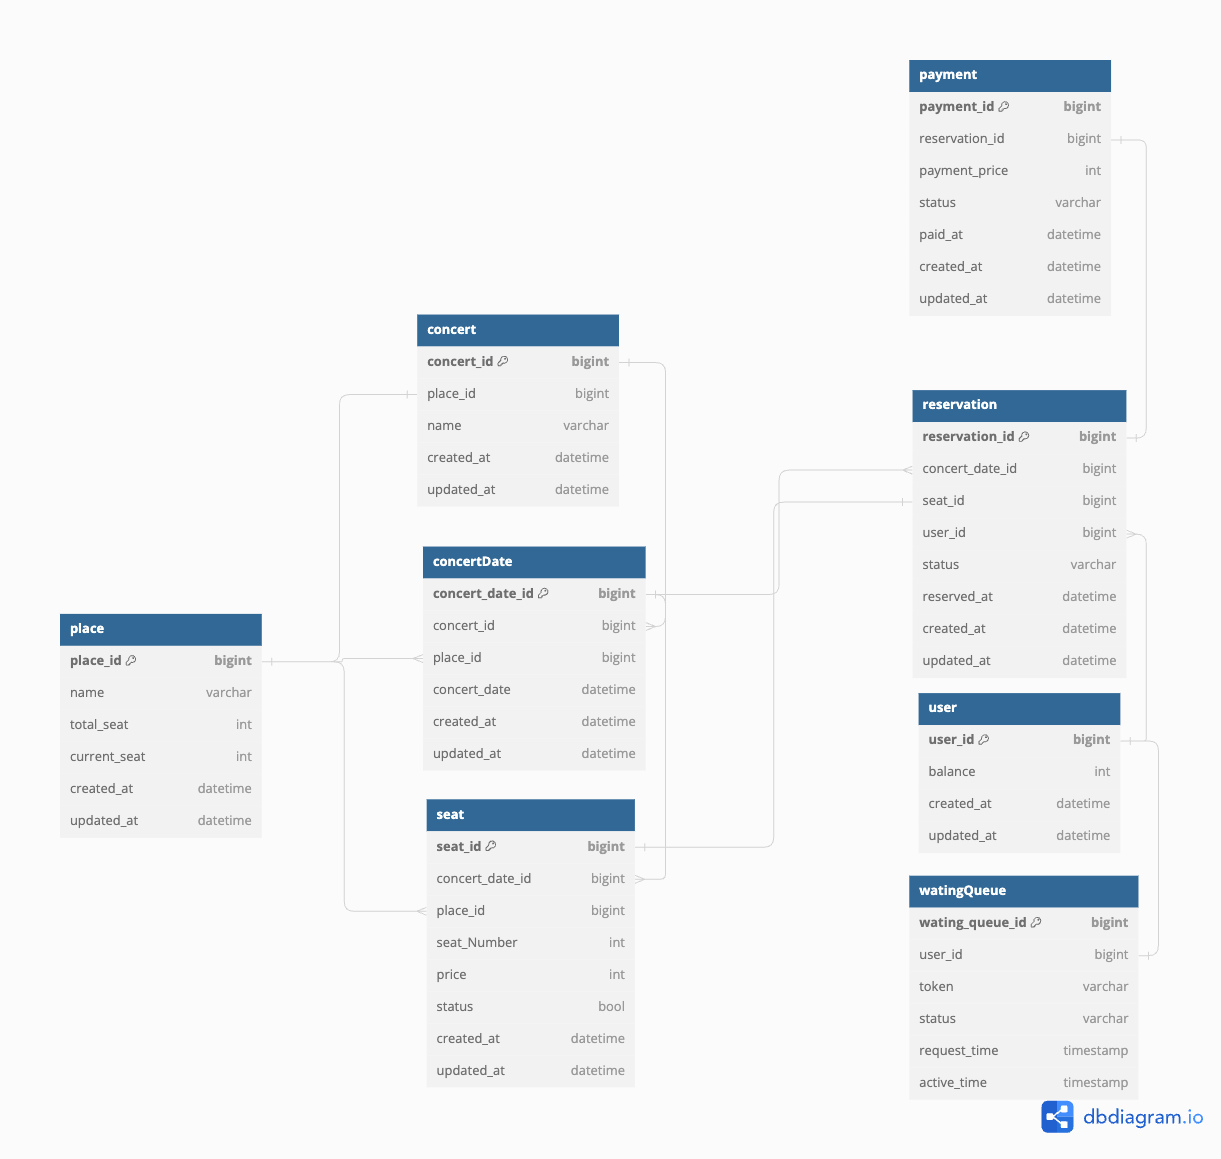 payment
payment_id bigint
reservation_id bigint
payment_price int
status varchar
paid_at datetime
created_at datetime
updated_at datetime
concert
concert_id bigint
place_id bigint
name varchar
created_at datetime
updated_at datetime
reservation
reservation_id bigint
concert_date_id bigint
seat_id bigint
user_id bigint
status varchar
reserved_at datetime
created_at datetime
updated_at datetime
concertDate
concert_date_id bigint
concert_id bigint
place_id bigint
concert_date datetime
created_at datetime
updated_at datetime
place
place_id bigint
name varchar
total_seat int
current_seat int
created_at datetime
updated_at datetime
user
user_id bigint
balance int
created_at datetime
updated_at datetime
seat
seat_id bigint
concert_date_id bigint
place_id bigint
seat_Number int
price int
status bool
created_at datetime
updated_at datetime
watingQueue
wating_queue_id bigint
user_id bigint
token varchar
status varchar
request_time timestamp
active_time timestamp
dbdiagram.io